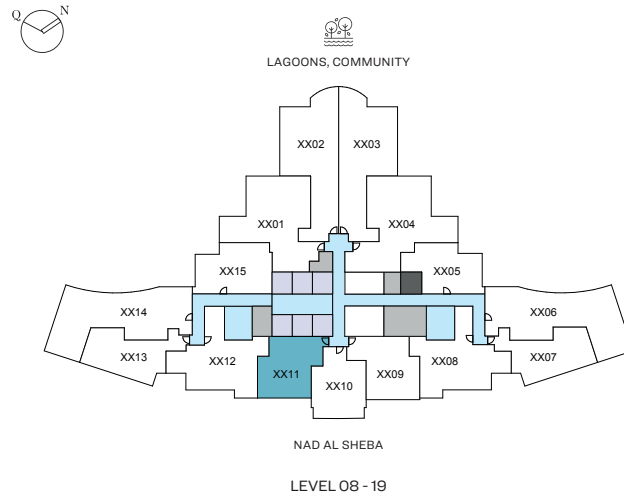 Q N
LAGOONS, COMMUNITY
XX02 XX03
XX01 XX04
XX15 XX05
XX14 XX06
XX13 XX12 XX08 XX07
XX11 XX10 XX09
NAD AL SHEBA
LEVEL 08 - 19